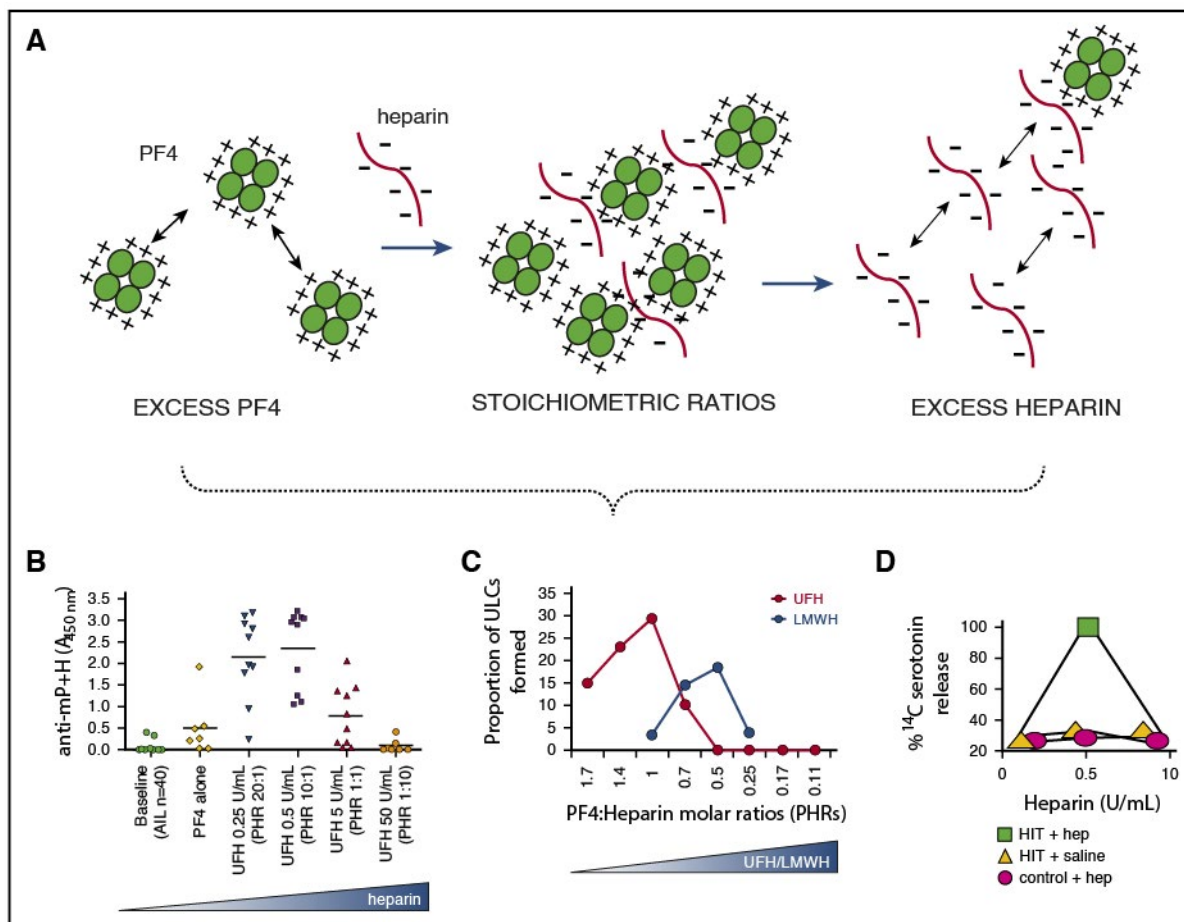 A
PF4
heparin
EXCESS PF4
STOICHIOMETRIC RATIOS
EXCESS HEPARIN
B
anti-mP+H (A450 nm)
3.5
3.0
2.5
2.0
1.5
1.0
0.5
0.0
Baseline
(AIL n=40)
PF4 alone
UFH 0.25 U/mL
(PHR 20:1)
UFH 0.5 U/mL
(PHR 10:1)
UFH 5 U/mL
(PHR 1:1)
UFH 50 U/mL
(PHR 1:10)
heparin
C
Proportion of ULCs
formed
35
30
25
20
15
10
5
0
UFH
LMWH
1.7
1.4
1
0.7
0.5
0.25
0.17
0.11
PF4:Heparin molar ratios (PHRs)
UFH/LMWH
D
% 14C serotonin
release
100
80
60
40
20
0
0.5
10
Heparin (U/mL)
HIT + hep
HIT + saline
control + hep